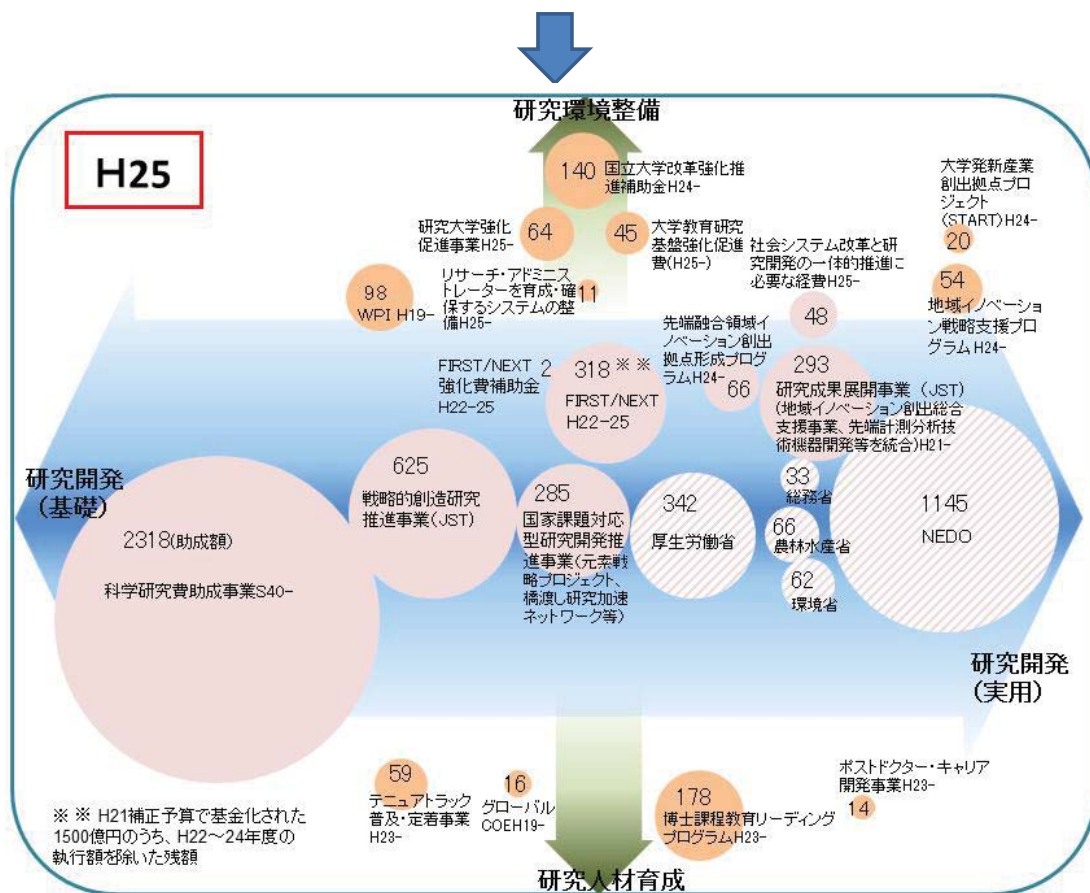 研究環境整備
H25
140
国立大学改革強化推
進補助金H24-
大学発新産業
創出拠点プロ
ジェクト
(START)H24-
20
研究大学強化
促進事業H25-
64
45
大学教育研究
基盤強化促進
費(H25-)
社会システム改革と研
究開発の一体的推進に
必要な経費H25-
48
54
地域イノベーショ
ン戦略支援プロ
グラムH24-
98
WPI H19-
リサーチ・アドミニス
トレーターを育成・確
保するシステムの整
備H25-
11
先端融合領域イ
ノベーション創出
拠点形成プログ
ラムH24-
66
FIRST/NEXT 2
強化費補助金
H22-25
318※ ※
FIRST/NEXT
H22-25
293
研究成果展開事業 (JST)
(地域イノベーション創出総合
支援事業、先端計測分析技
術機器開発等を統合)H21-
研究開発
(基礎)
2318(助成額)
科学研究費助成事業S40-
625
戦略的創造研究
推進事業(JST)
285
国家課題対応
型研究開発推
進事業(元素戦
略プロジェクト、
橋渡し研究加速
ネットワーク等)
342
厚生労働省
33
総務省
66
農林水産省
62
環境省
1145
NEDO
研究開発
(実用)
59
テニュアトラック
普及・定着事業
H23-
16
グローバル
COEH19-
178
博士課程教育リーディング
プログラムH23-
ポストドクター・キャリア
開発事業H23-
14
※ ※ H21補正予算で基金化された
1500億円のうち、H22～24年度の
執行額を除いた残額
研究人材育成